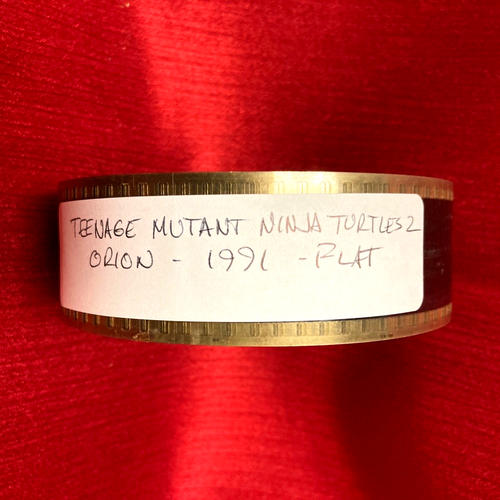 TEENAGE MUTANT NINJA TURTLES 2
ORION - 1991 - FLAT